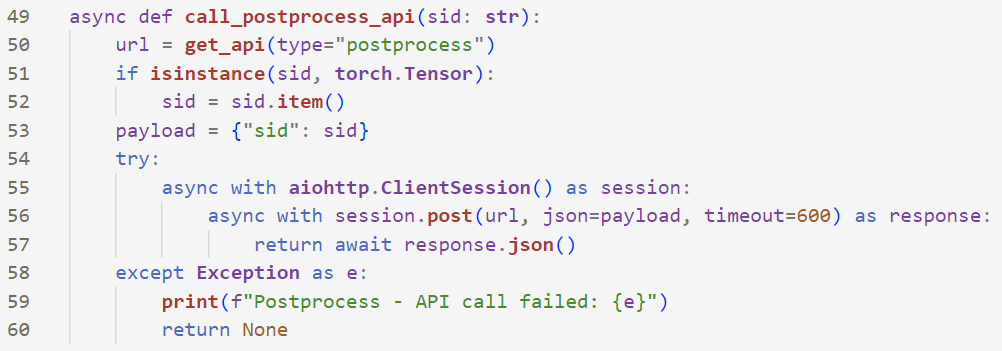 49 async def call_postprocess_api(sid: str):
50     url = get_api(type="postprocess")
51     if isinstance(sid, torch.Tensor):
52         sid = sid.item()
53     payload = {"sid": sid}
54     try:
55         async with aiohttp.ClientSession() as session:
56             async with session.post(url, json=payload, timeout=600) as response:
57                 return await response.json()
58     except Exception as e:
59         print(f"Postprocess - API call failed: {e}")
60         return None